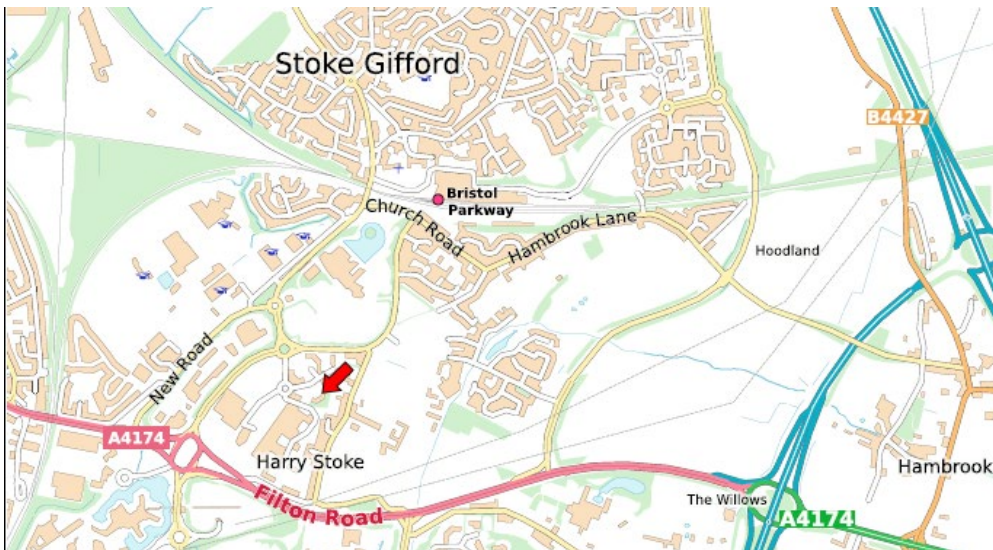 Stoke Gifford
B4427
Bristol
Parkway
Church Road
Hambrook Lane
Hoodland
New Road
A4174
Harry Stoke
Filton Road
Hambrook
The Willows
A4174